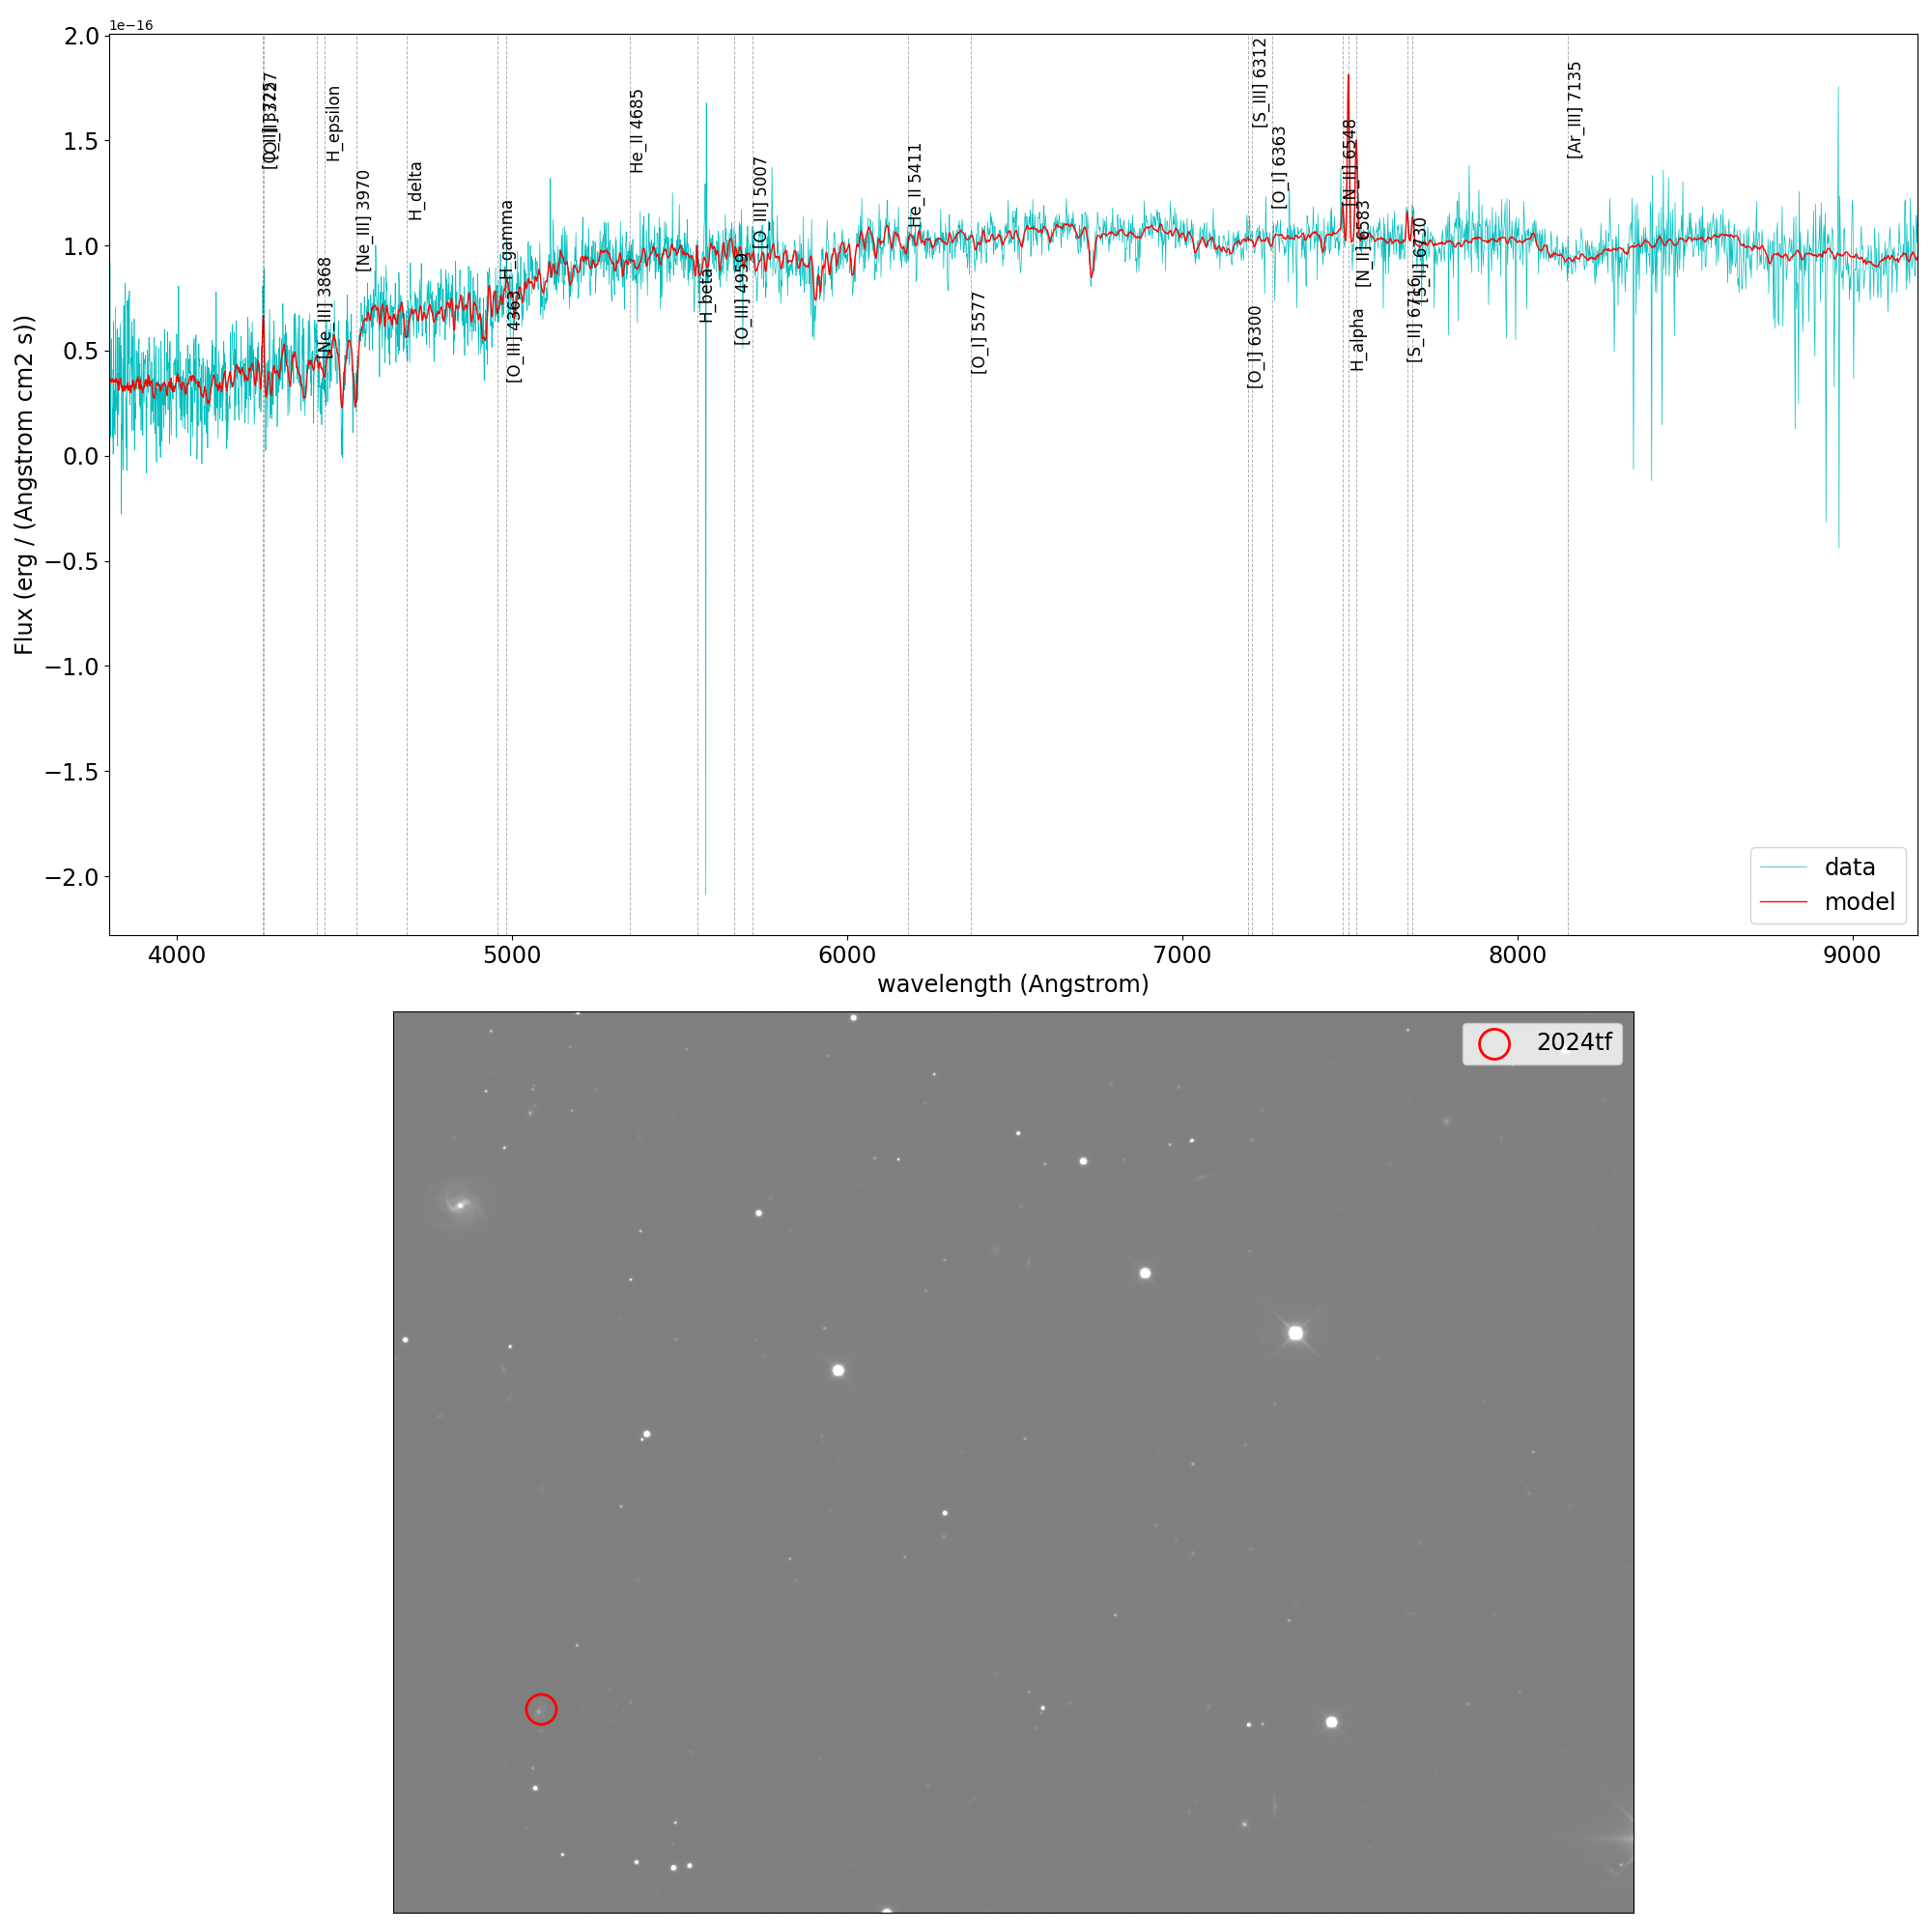 1e−16
2.0
1.5
1.0
0.5
0.0
−0.5
−1.0
−1.5
−2.0
Flux (erg / (Angstrom cm2 s))
[Ne_III] 3868
H_epsilon
[Ne_III] 3970
H_delta
H_gamma
[O_III] 4363
He_II 4685
H_beta
[O_III] 4959
[O_III] 5007
He_II 5411
[O_I] 5577
[O_I] 6300
[S_III] 6312
[O_I] 6363
[N_II] 6548
H_alpha
[N_II] 6583
[S_II] 6716
[S_II] 6730
[Ar_III] 7135
data
model
4000 5000 6000 7000 8000 9000
wavelength (Angstrom)
2024tf